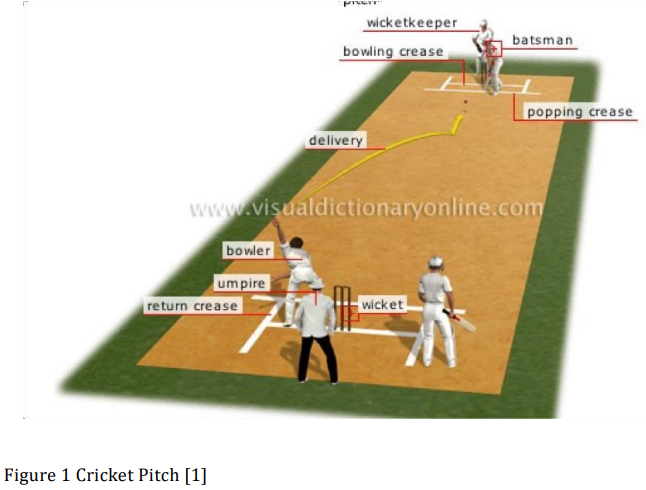 wicketkeeper
batsman
bowling crease
popping crease
delivery
www.visualdictionaryonline.com
bowler
umpire
return crease
wicket
Figure 1 Cricket Pitch [1]